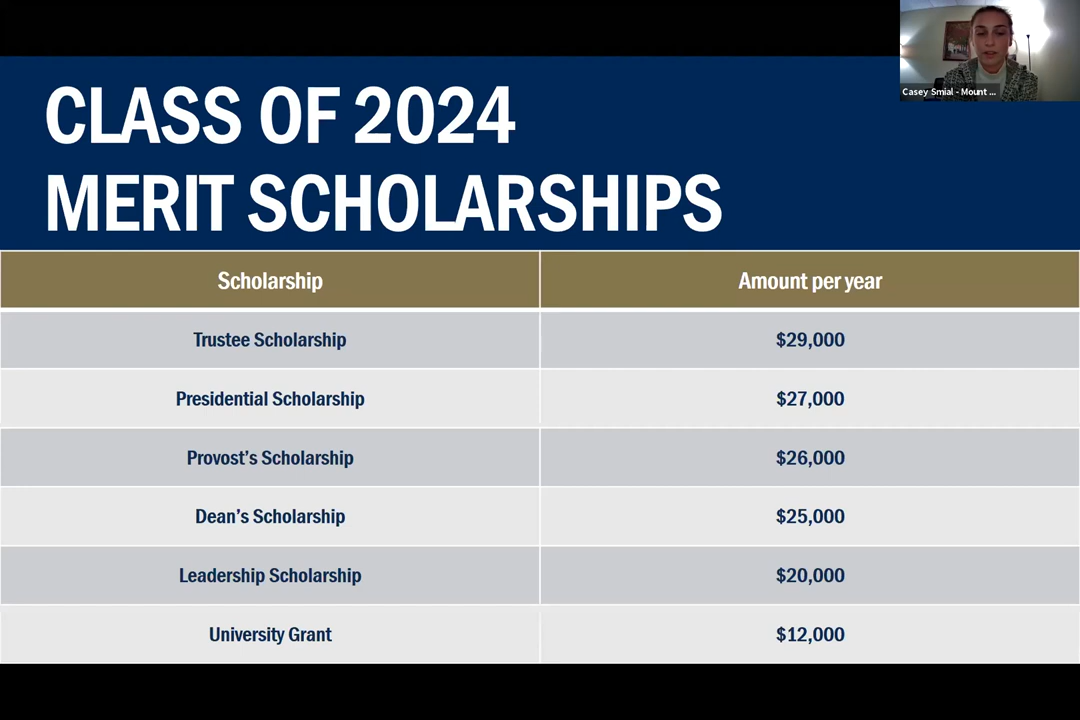 CLASS OF 2024
MERIT SCHOLARSHIPS
Casey Smial - Mount ...
Scholarship Amount per year
Trustee Scholarship $29,000
Presidential Scholarship $27,000
Provost’s Scholarship $26,000
Dean’s Scholarship $25,000
Leadership Scholarship $20,000
University Grant $12,000